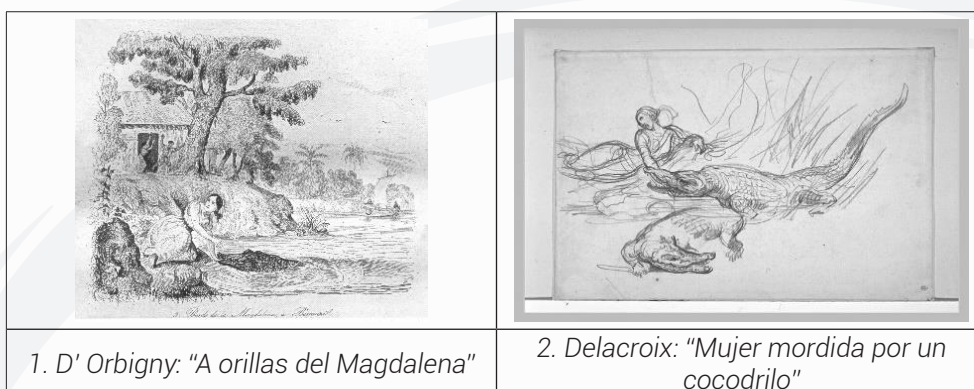 1. D' Orbigny: "A orillas del Magdalena"
2. Delacroix: “Mujer mordida por un
cocodrilo”